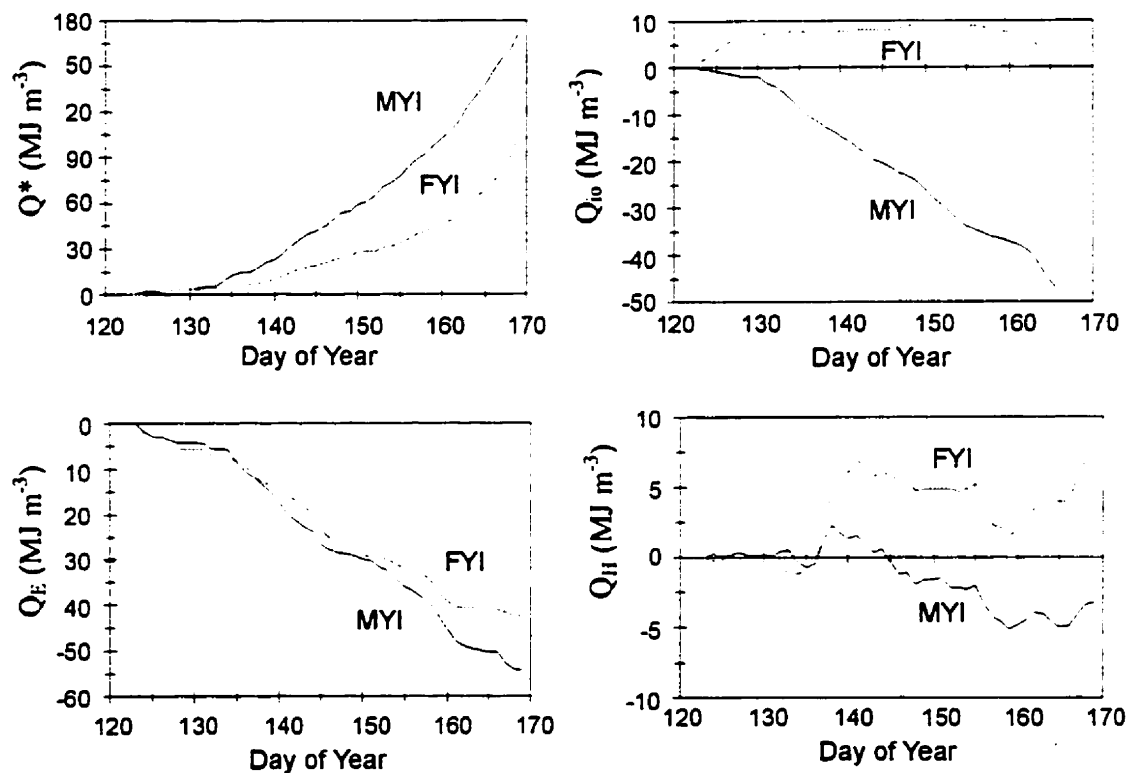 Q* (MJ m⁻³)
180
50
20
90
60
30
0
MYI
FYI
120 130 140 150 160 170
Day of Year
Q_io (MJ m⁻³)
10
0
-10
-20
-30
-40
-50
FYI
MYI
120 130 140 150 160 170
Day of Year
Q_E (MJ m⁻³)
0
10
20
30
40
-50
-60
FYI
MYI
120 130 140 150 160 170
Day of Year
Q_H (MJ m⁻³)
10
5
0
-5
-10
FYI
MYI
120 130 140 150 160 170
Day of Year